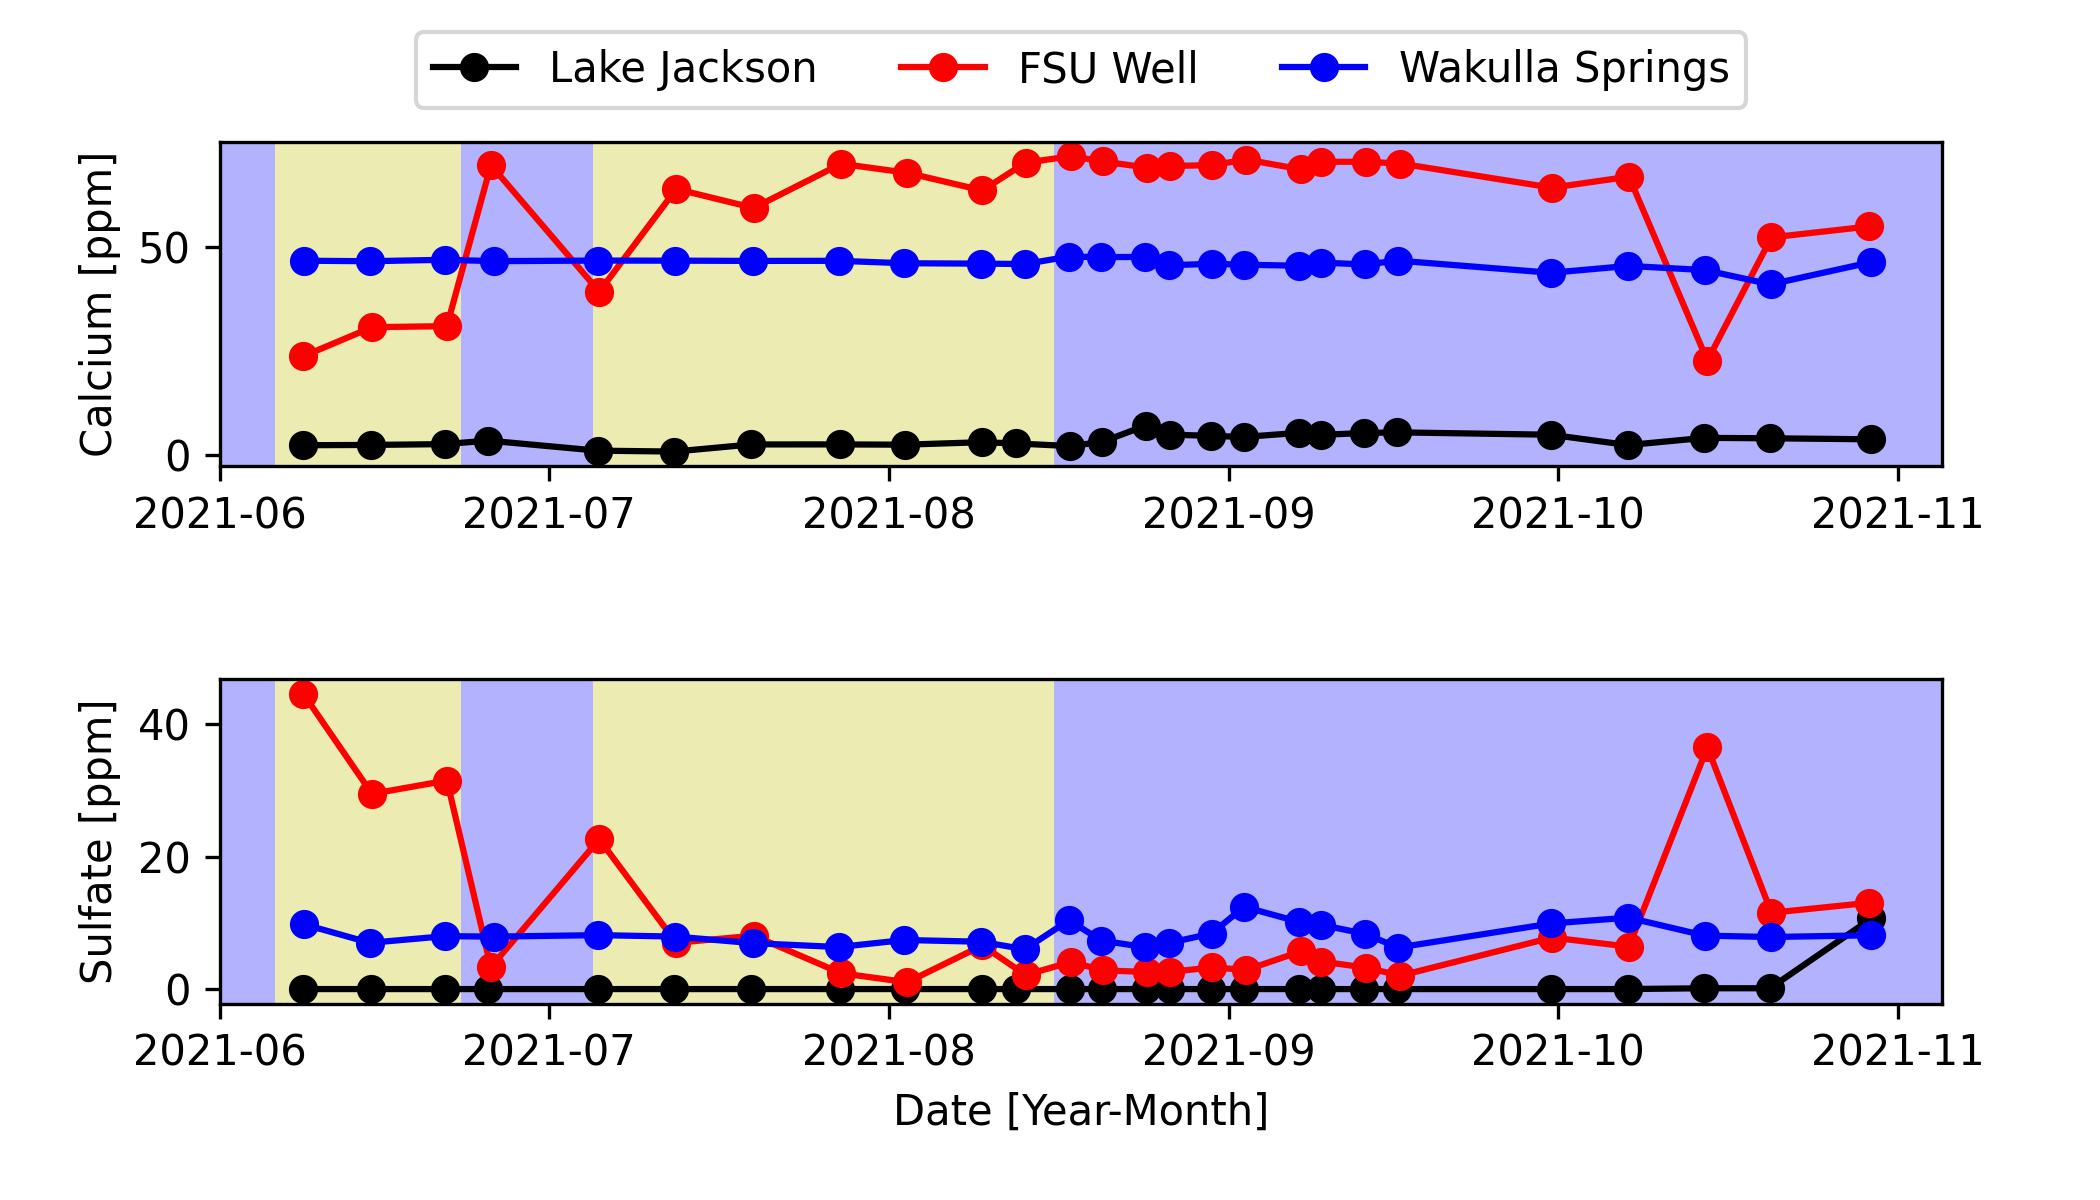 Lake Jackson FSU Well Wakulla Springs
Calcium [ppm]
50
0
2021-06 2021-07 2021-08 2021-09 2021-10 2021-11
Sulfate [ppm]
40
20
0
2021-06 2021-07 2021-08 2021-09 2021-10 2021-11
Date [Year-Month]